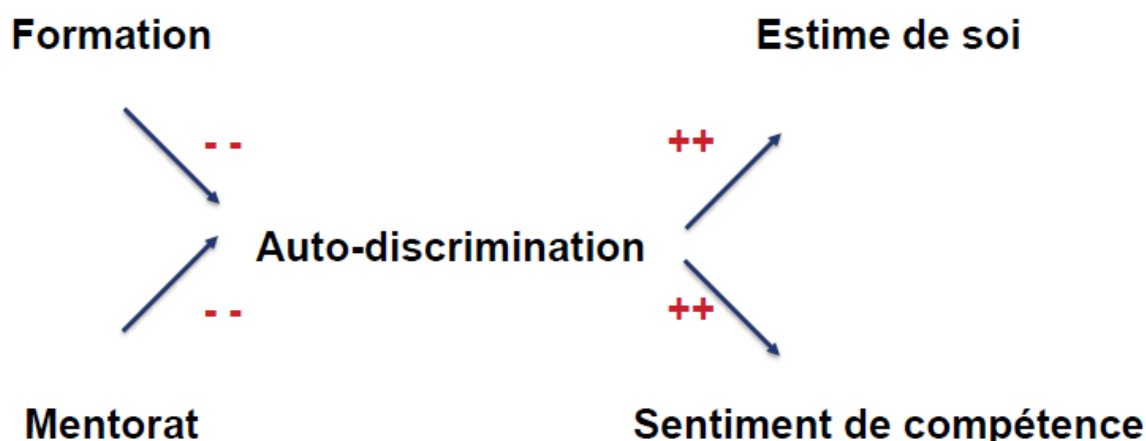 Formation
Estime de soi
- -
++
Auto-discrimination
- -
++
Mentorat
Sentiment de compétence